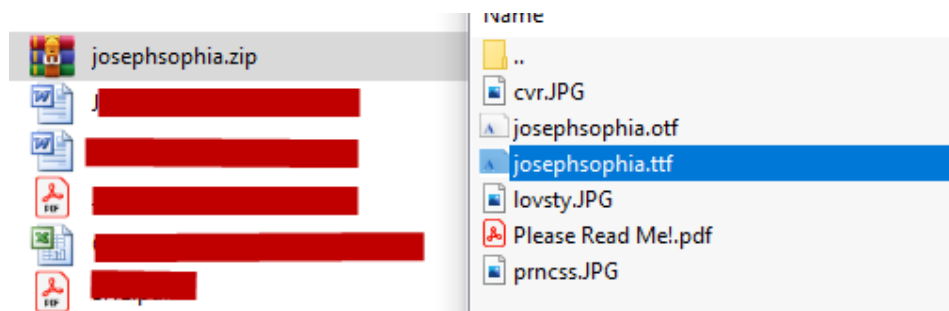 josephsophia.zip
J
Name
..
cvr.JPG
josephsophia.otf
josephsophia.ttf
lovsty.JPG
Please Read Me!.pdf
prncss.JPG